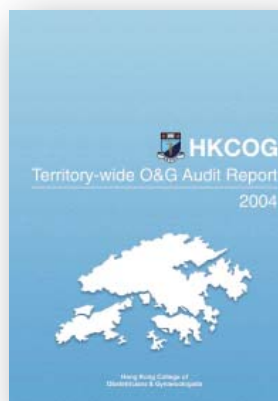 HKCOG
Territory-wide O&G Audit Report
2004
Hong Kong College of
Obstetricians & Gynaecologists